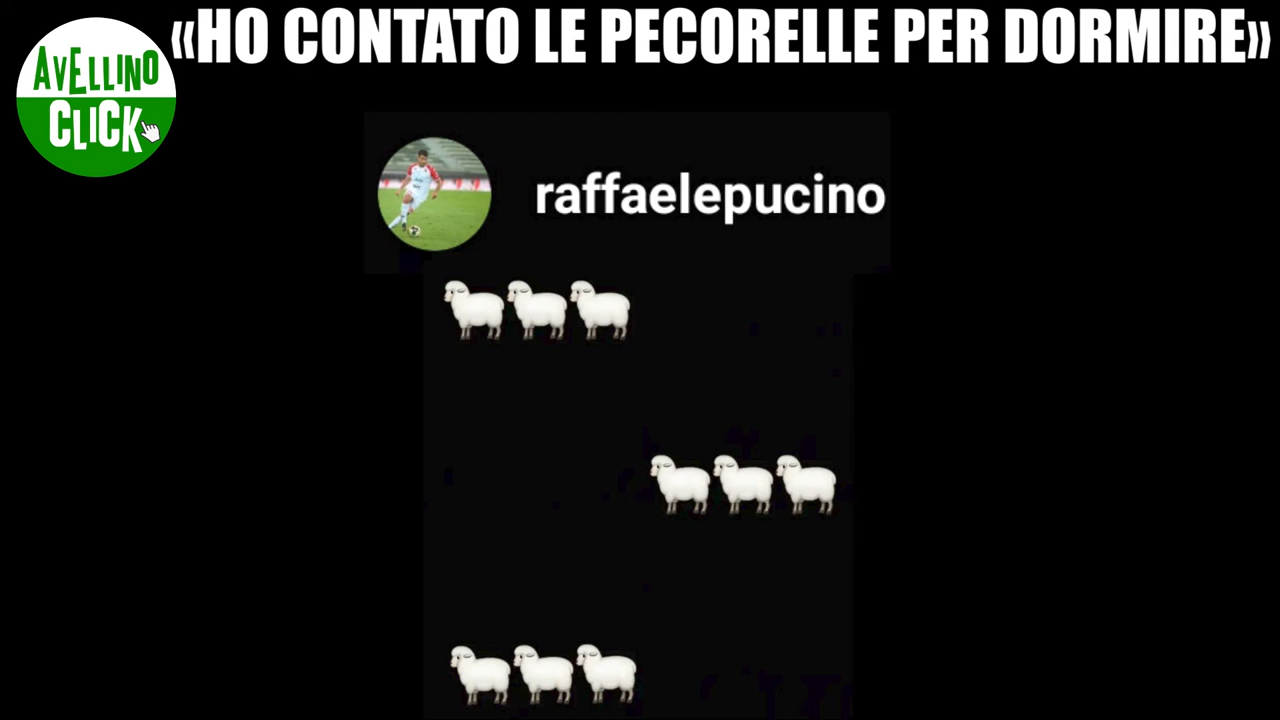 «HO CONTATO LE PECORELLE PER DORMIRE»
AVELLINO
CLICK
raffaelepucino